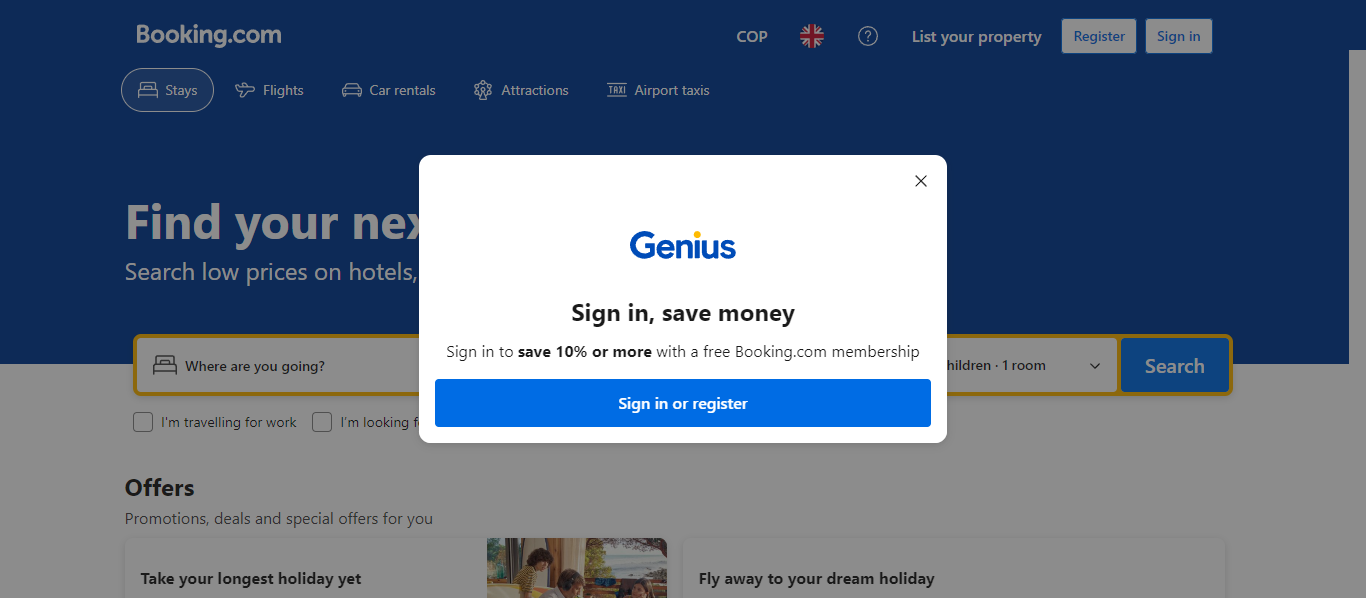 Booking.com
COP
List your property
Register
Sign in
Stays
Flights
Car rentals
Attractions
TAXI
Airport taxis
Find your nex
Search low prices on hotels,
Genius
Sign in, save money
Sign in to save 10% or more with a free Booking.com membership
Sign in or register
Where are you going?
hildren · 1 room
Search
I'm travelling for work
I'm looking f
Offers
Promotions, deals and special offers for you
Take your longest holiday yet
Fly away to your dream holiday